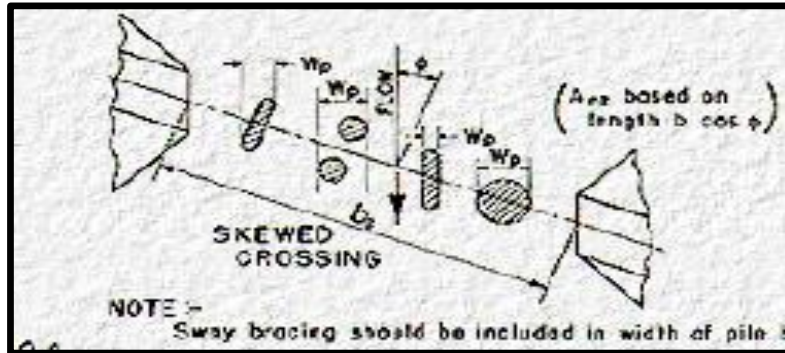 Wp
Wp
FLOW
φ
Wp
Wp
(A based on
length b cos φ)
b
SKEWED
CROSSING
NOTE :-
Sway bracing should be included in width of pile